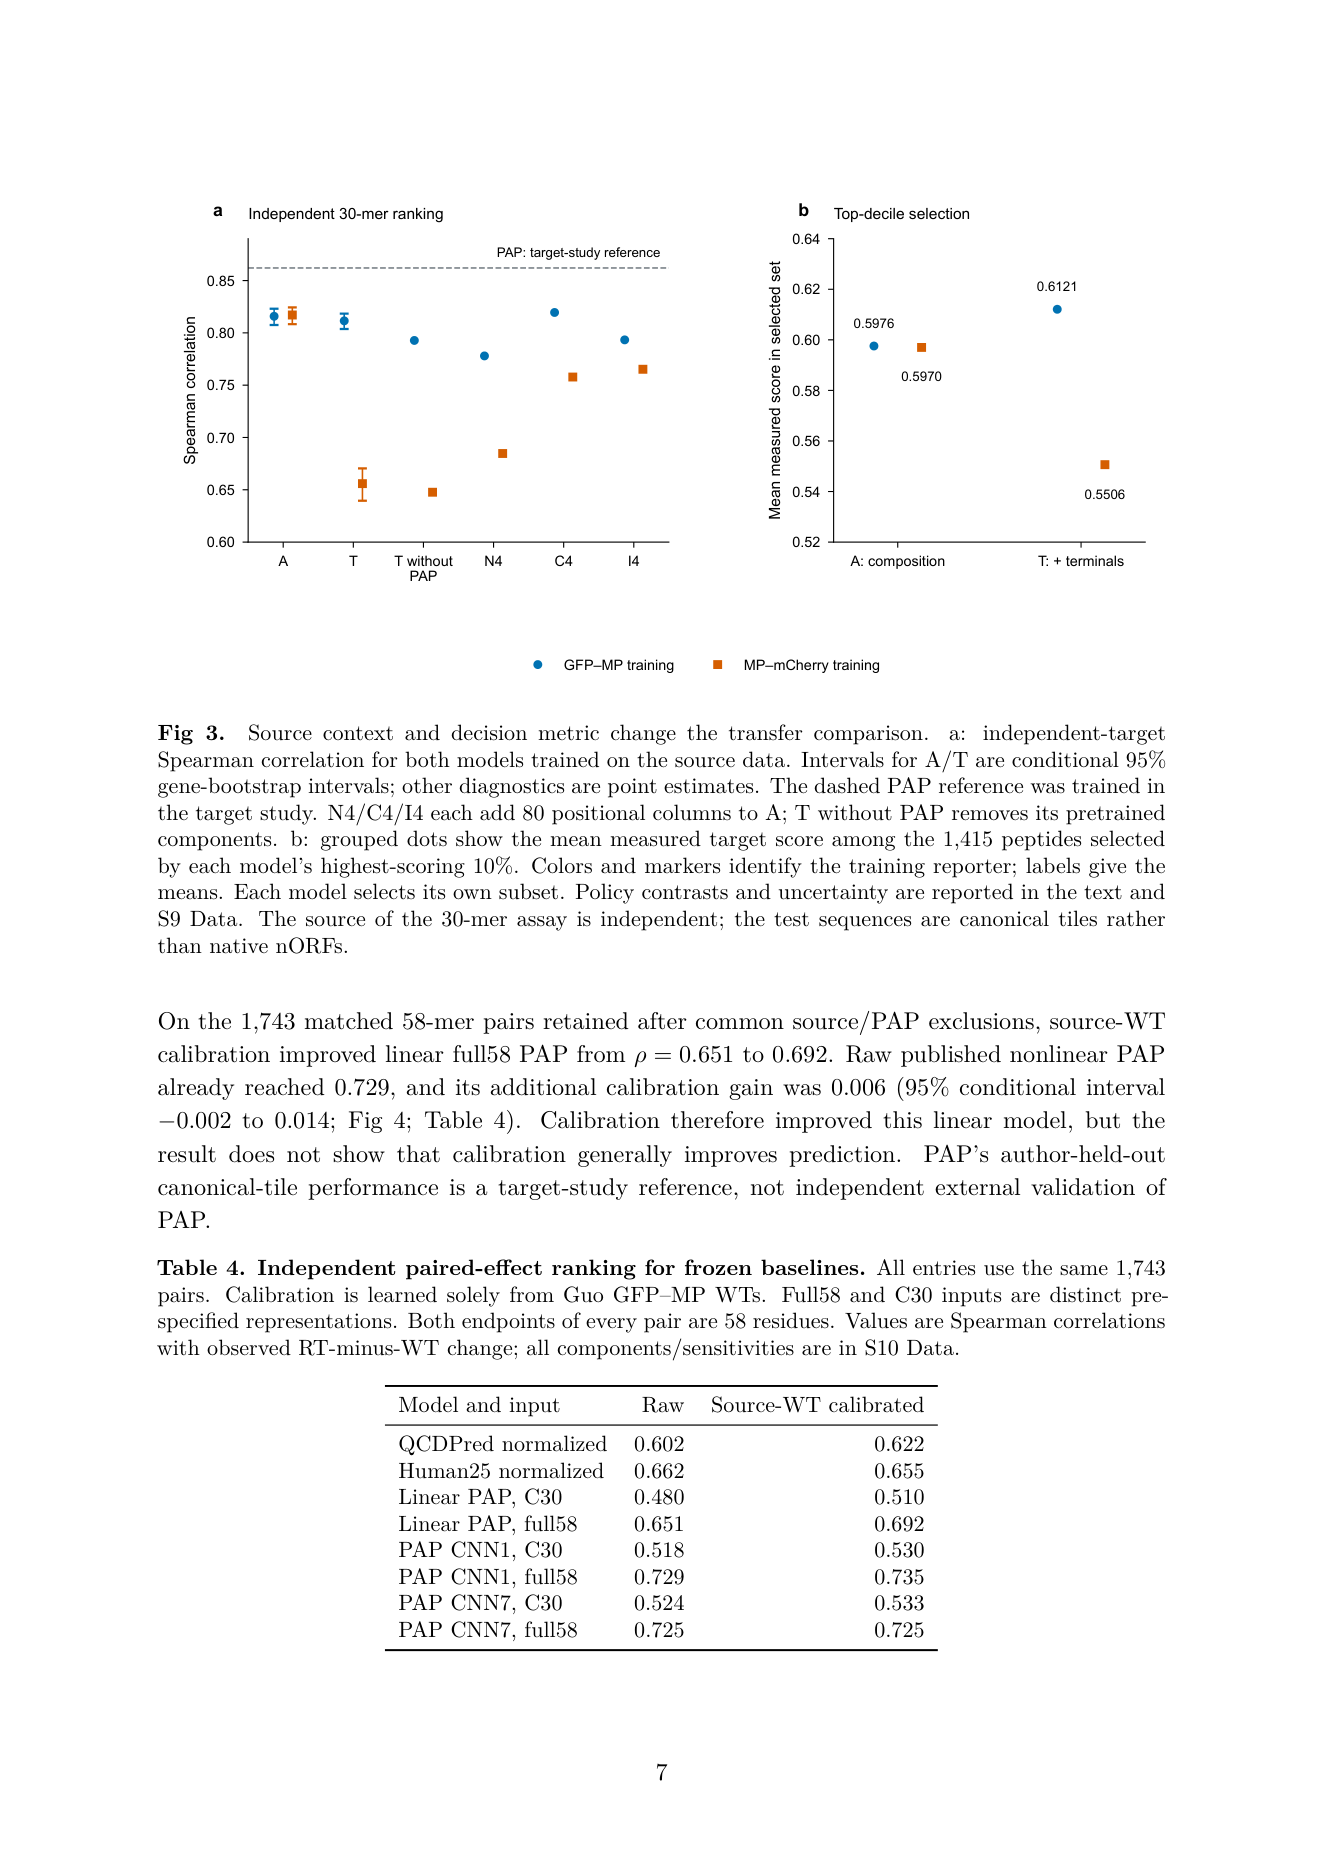 a Independent 30-mer ranking
PAP: target-study reference
Spearman correlation
0.85
0.80
0.75
0.70
0.65
0.60
A T T without PAP N4 C4 I4
b Top-decile selection
Mean measured score in selected set
0.64
0.62
0.60
0.58
0.56
0.54
0.52
0.5976
0.5970
0.6121
0.5506
A: composition T: + terminals
GFP–MP training MP–mCherry training
Fig 3. Source context and decision metric change the transfer comparison. a: independent-target
Spearman correlation for both models trained on the source data. Intervals for A/T are conditional 95%
gene-bootstrap intervals; other diagnostics are point estimates. The dashed PAP reference was trained in
the target study. N4/C4/I4 each add 80 positional columns to A; T without PAP removes its pretrained
components. b: grouped dots show the mean measured target score among the 1,415 peptides selected
by each model's highest-scoring 10%. Colors and markers identify the training reporter; labels give the
means. Each model selects its own subset. Policy contrasts and uncertainty are reported in the text and
S9 Data. The source of the 30-mer assay is independent; the test sequences are canonical tiles rather
than native nORFs.
On the 1,743 matched 58-mer pairs retained after common source/PAP exclusions, source-WT
calibration improved linear full58 PAP from ρ = 0.651 to 0.692. Raw published nonlinear PAP
already reached 0.729, and its additional calibration gain was 0.006 (95% conditional interval
−0.002 to 0.014; Fig 4; Table 4). Calibration therefore improved this linear model, but the
result does not show that calibration generally improves prediction. PAP's author-held-out
canonical-tile performance is a target-study reference, not independent external validation of
PAP.
Table 4. Independent paired-effect ranking for frozen baselines. All entries use the same 1,743
pairs. Calibration is learned solely from Guo GFP–MP WTs. Full58 and C30 inputs are distinct pre-
specified representations. Both endpoints of every pair are 58 residues. Values are Spearman correlations
with observed RT-minus-WT change; all components/sensitivities are in S10 Data.
Model and input Raw Source-WT calibrated
QCDPred normalized 0.602 0.622
Human25 normalized 0.662 0.655
Linear PAP, C30 0.480 0.510
Linear PAP, full58 0.651 0.692
PAP CNN1, C30 0.518 0.530
PAP CNN1, full58 0.729 0.735
PAP CNN7, C30 0.524 0.533
PAP CNN7, full58 0.725 0.725
7